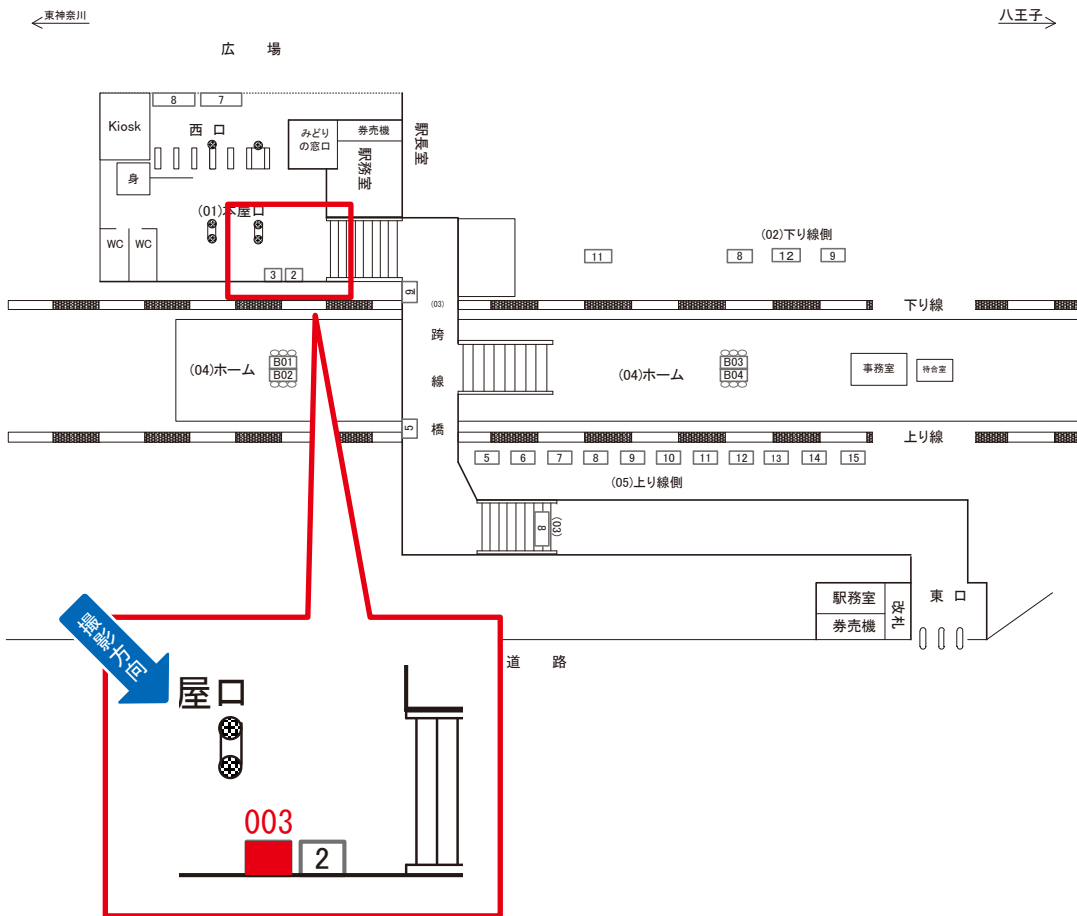 東神奈川
八王子
広 場
8
7
Kiosk
西 口
みどり
の窓口
券売機
駅長室
駅務室
身
(01)本屋口
WC
WC
3
2
11
(02)下り線側
8
12
9
9
(03)
跨線橋
下り線
(04)ホーム
B01
B02
(04)ホーム
B03
B04
事務室
待合室
5
上り線
5
6
7
8
9
10
11
12
13
14
15
(05)上り線側
8
(03)
駅務室
券売機
改札
東 口
道 路
撮影方向
屋口
003
2